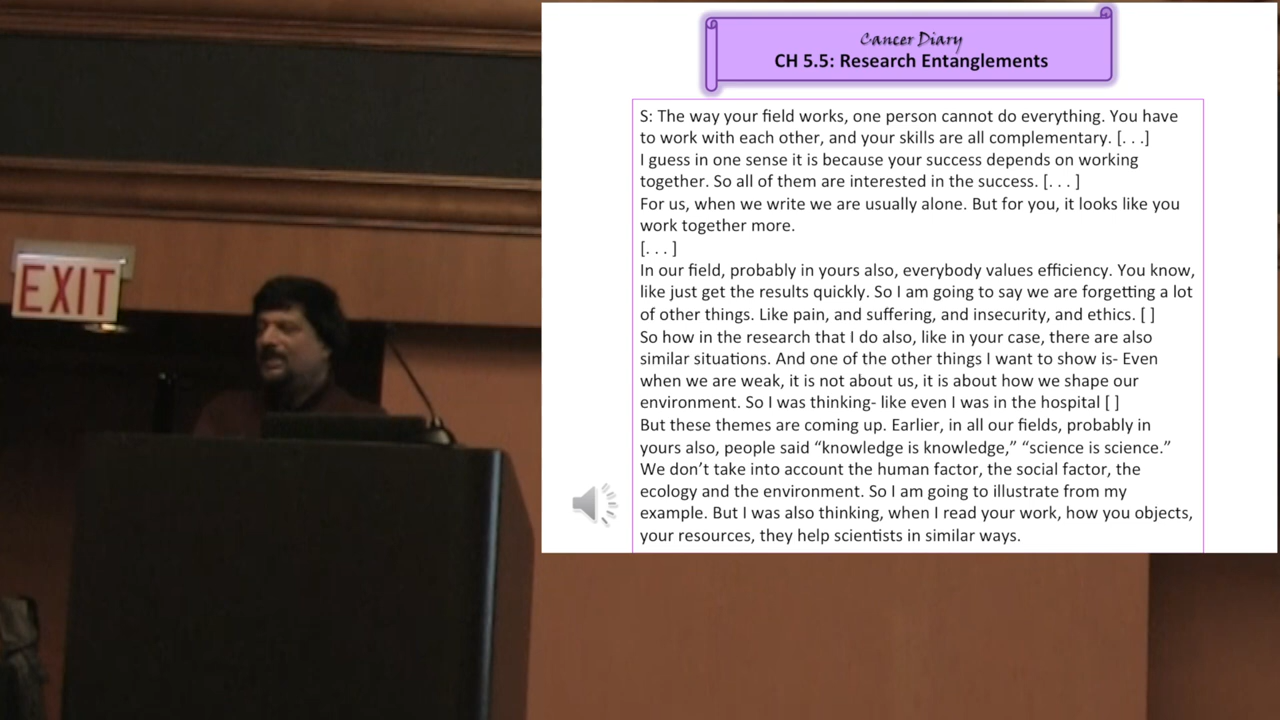 EXIT
Cancer Diary
CH 5.5: Research Entanglements
S: The way your field works, one person cannot do everything. You have
to work with each other, and your skills are all complementary. [. . .]
I guess in one sense it is because your success depends on working
together. So all of them are interested in the success. [. . . ]
For us, when we write we are usually alone. But for you, it looks like you
work together more.
[. . . ]
In our field, probably in yours also, everybody values efficiency. You know,
like just get the results quickly. So I am going to say we are forgetting a lot
of other things. Like pain, and suffering, and insecurity, and ethics. [ ]
So how in the research that I do also, like in your case, there are also
similar situations. And one of the other things I want to show is- Even
when we are weak, it is not about us, it is about how we shape our
environment. So I was thinking- like even I was in the hospital [ ]
But these themes are coming up. Earlier, in all our fields, probably in
yours also, people said “knowledge is knowledge,” “science is science.”
We don’t take into account the human factor, the social factor, the
ecology and the environment. So I am going to illustrate from my
example. But I was also thinking, when I read your work, how you objects,
your resources, they help scientists in similar ways.